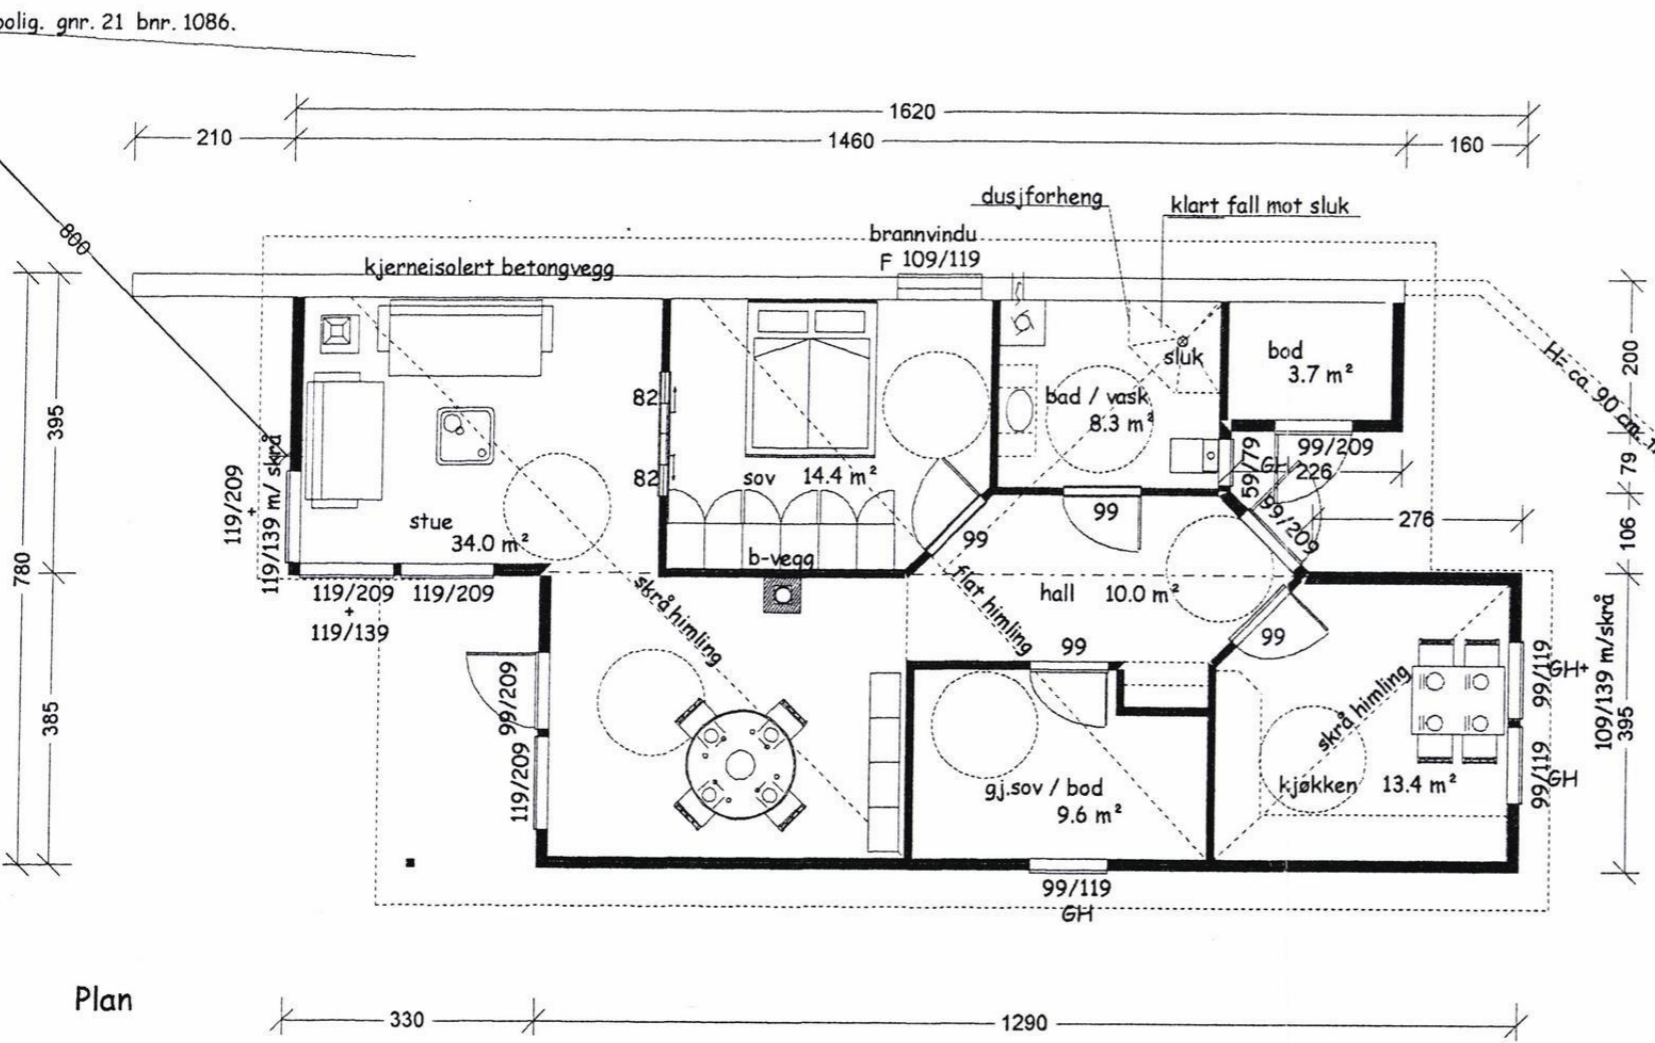 bolig. gnr. 21 bnr. 1086.
1620
210
1460
160
dusjforheng
klart fall mot sluk
800
brannvindu
F 109/119
kjerneisolert betongvegg
395
780
385
119/209
+
119/139 m/ skrå
82
82
sluk
bod
3.7 m²
bad / vask
8.3 m²
H= ca. 90 cm.
200
79
106
395
109/139 m/skrå
59/79
GH
99/209
226
99/209
276
sov 14.4 m²
stue
34.0 m²
b-vegg
99
99
119/209
+
119/139
119/209
skrå himling
flat himling
hall 10.0 m²
99
99
99/209
119/209
skrå himling
99/119
GH+
99/119
GH
gj.sov / bod
9.6 m²
kjøkken 13.4 m²
99/119
GH
Plan
330
1290